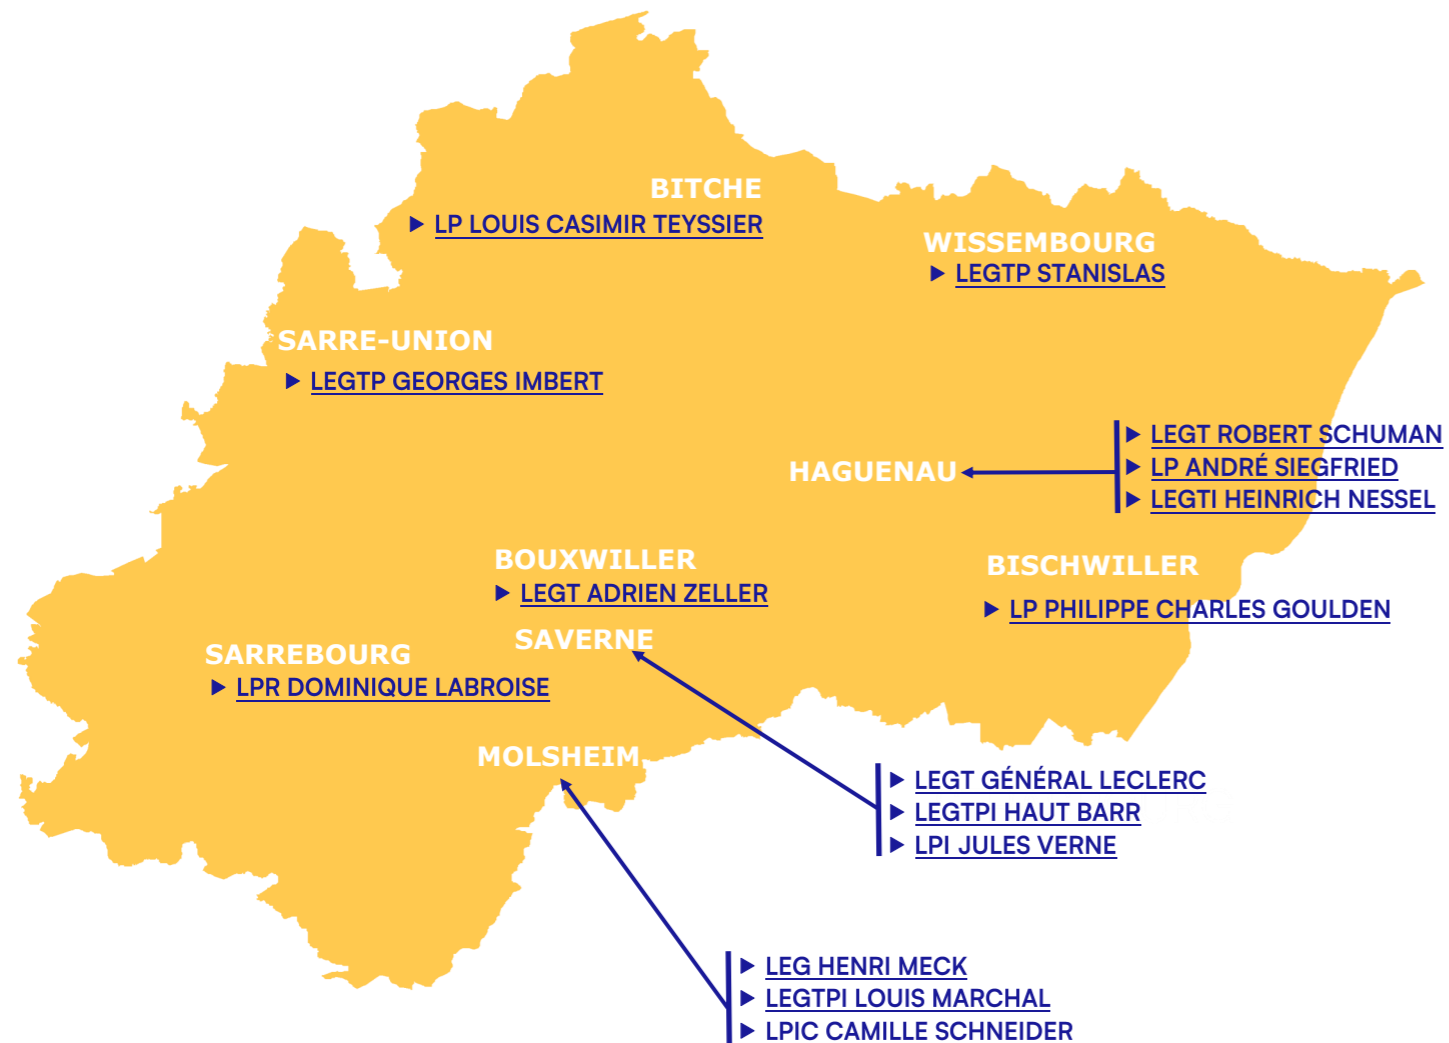 BITCHE
▶ LP LOUIS CASIMIR TEYSSIER
WISSEMBOURG
▶ LEGTP STANISLAS
SARRE-UNION
▶ LEGTP GEORGES IMBERT
HAGUENAU
▶ LEGT ROBERT SCHUMAN
▶ LP ANDRÉ SIEGFRIED
▶ LEGTI HEINRICH NESSEL
BOUXWILLER
▶ LEGT ADRIEN ZELLER
BISCHWILLER
▶ LP PHILIPPE CHARLES GOULDEN
SAVERNE
▶ LEGT GÉNÉRAL LECLERC
▶ LEGTPI HAUT BARR
▶ LPI JULES VERNE
SARREBOURG
▶ LPR DOMINIQUE LABROISE
MOLSHEIM
▶ LEG HENRI MECK
▶ LEGTPI LOUIS MARCHAL
▶ LPIC CAMILLE SCHNEIDER